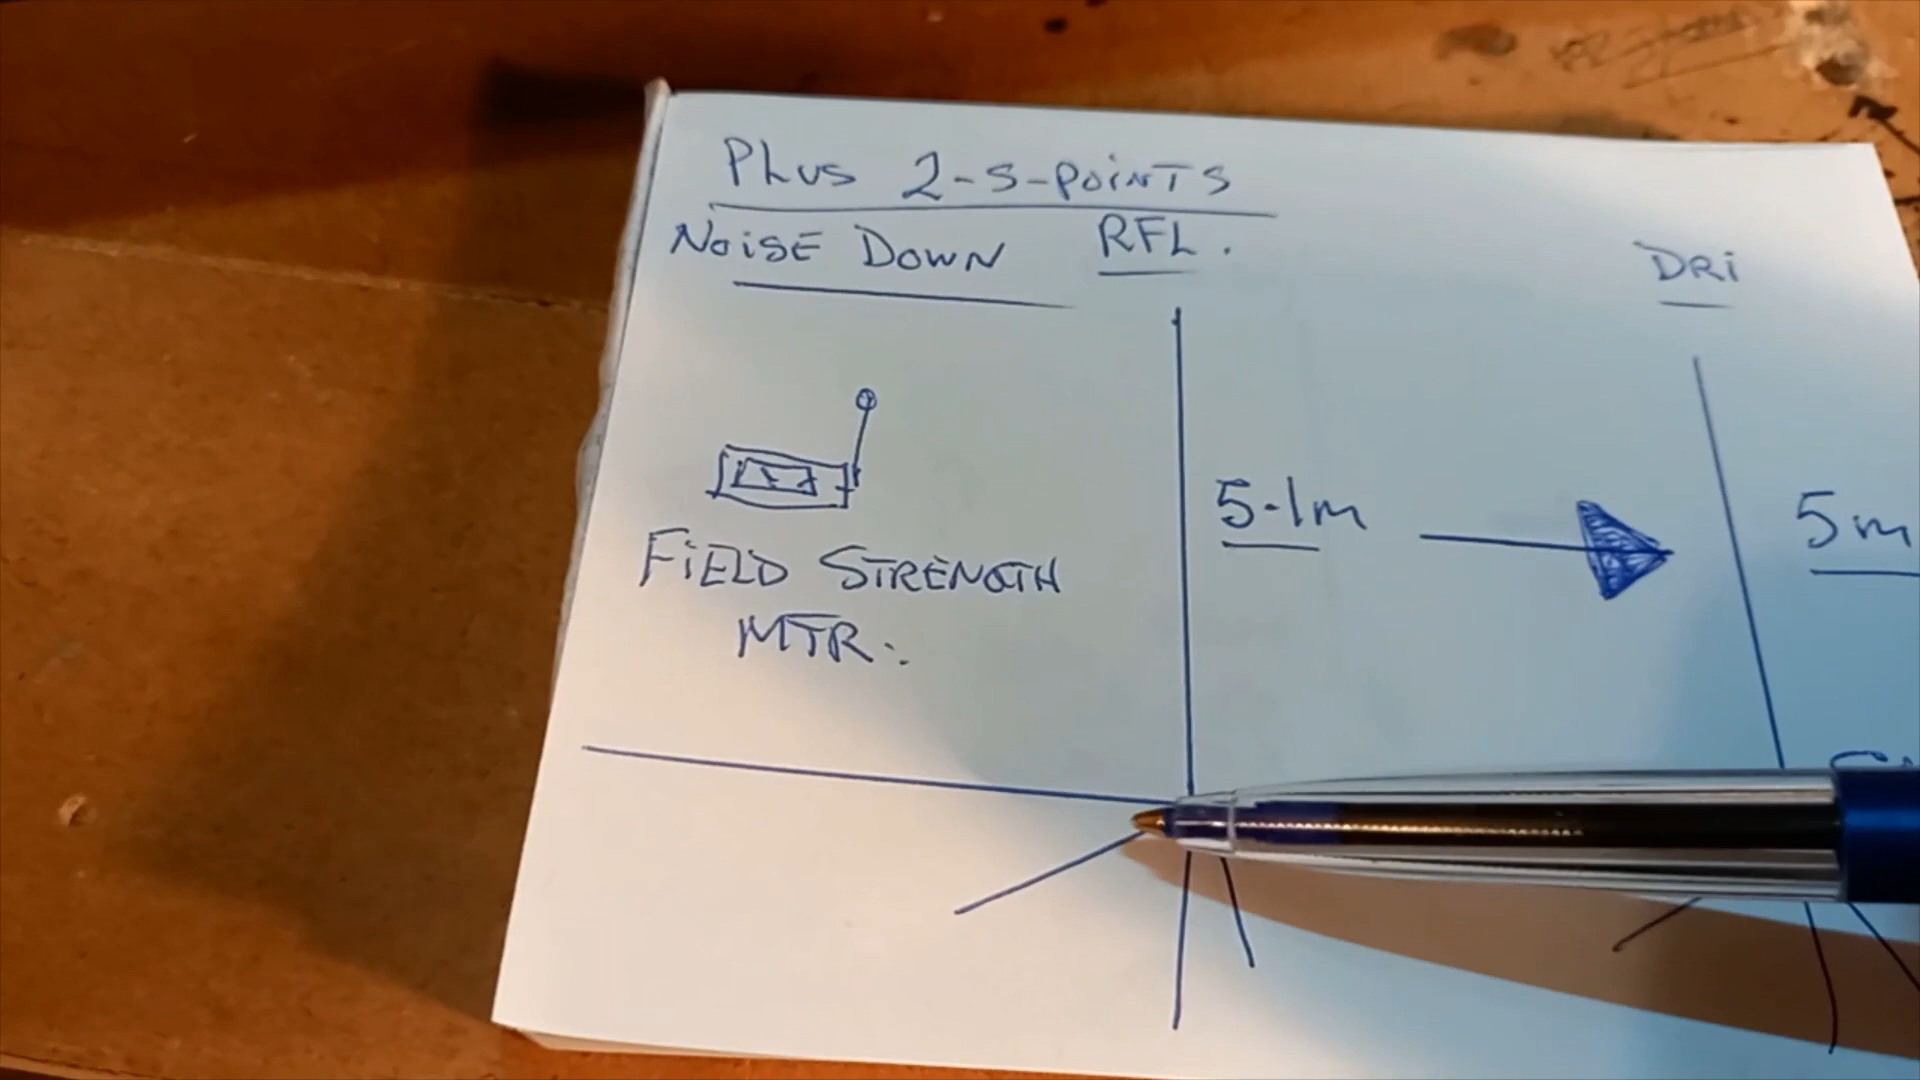 PLUS 2-S-POINTS
NOISE DOWN RFL.
DRI
5.1m
5m
FIELD STRENGTH
MTR.